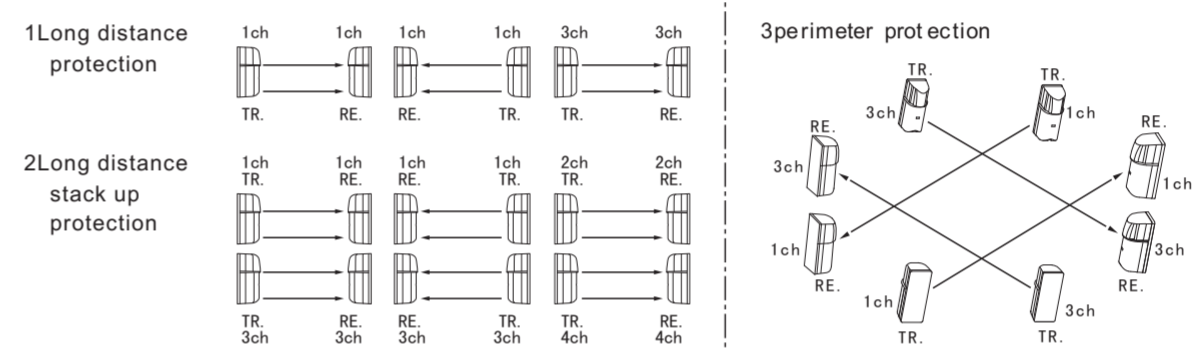 1Long distance
protection
1ch 1ch 1ch 1ch 3ch 3ch
TR. RE. RE. TR. TR. RE.
2Long distance
stack up
protection
1ch 1ch 1ch 1ch 2ch 2ch
TR. RE. RE. TR. TR. RE.
TR. RE. RE. TR. TR. RE.
3ch 3ch 3ch 3ch 4ch 4ch
3perimeter protection
TR. TR.
3ch 1ch
RE. RE.
3ch 1ch
1ch 3ch
RE. RE.
1ch 3ch
TR. TR.